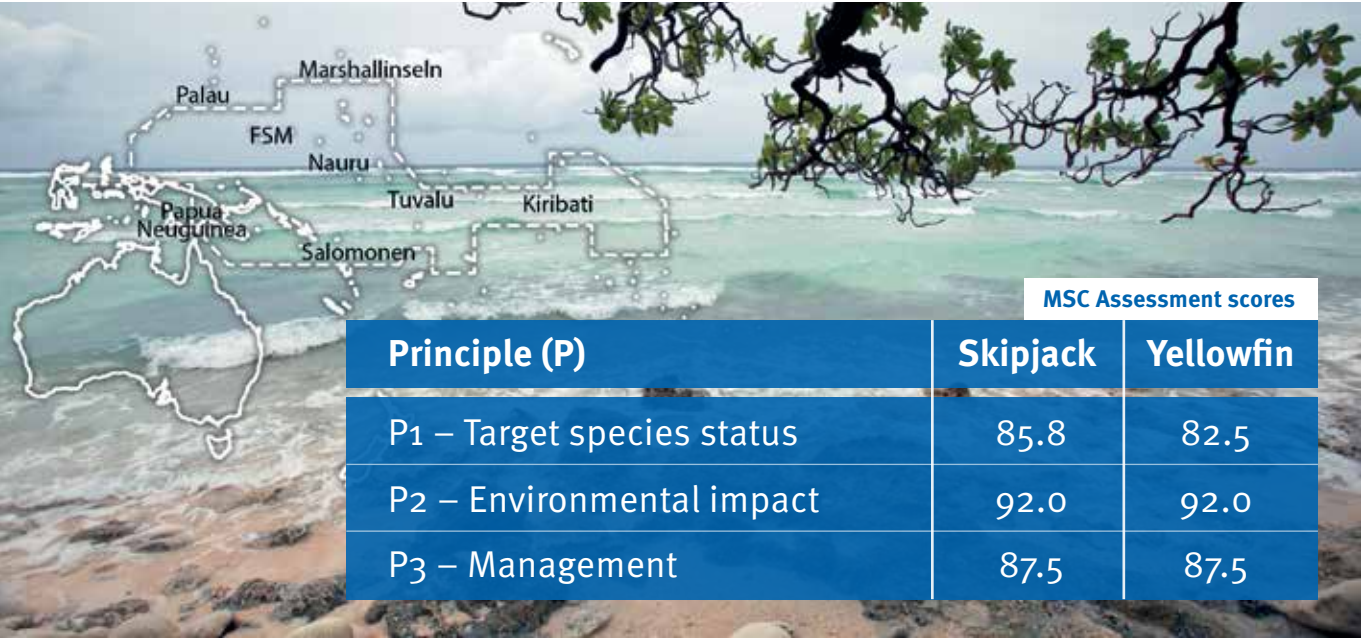 Marshallinseln
Palau
FSM
Nauru
Tuvalu
Kiribati
Papua
Neuguinea
Salomonen
MSC Assessment scores
Principle (P) Skipjack Yellowfin
P1 – Target species status 85.8 82.5
P2 – Environmental impact 92.0 92.0
P3 – Management 87.5 87.5